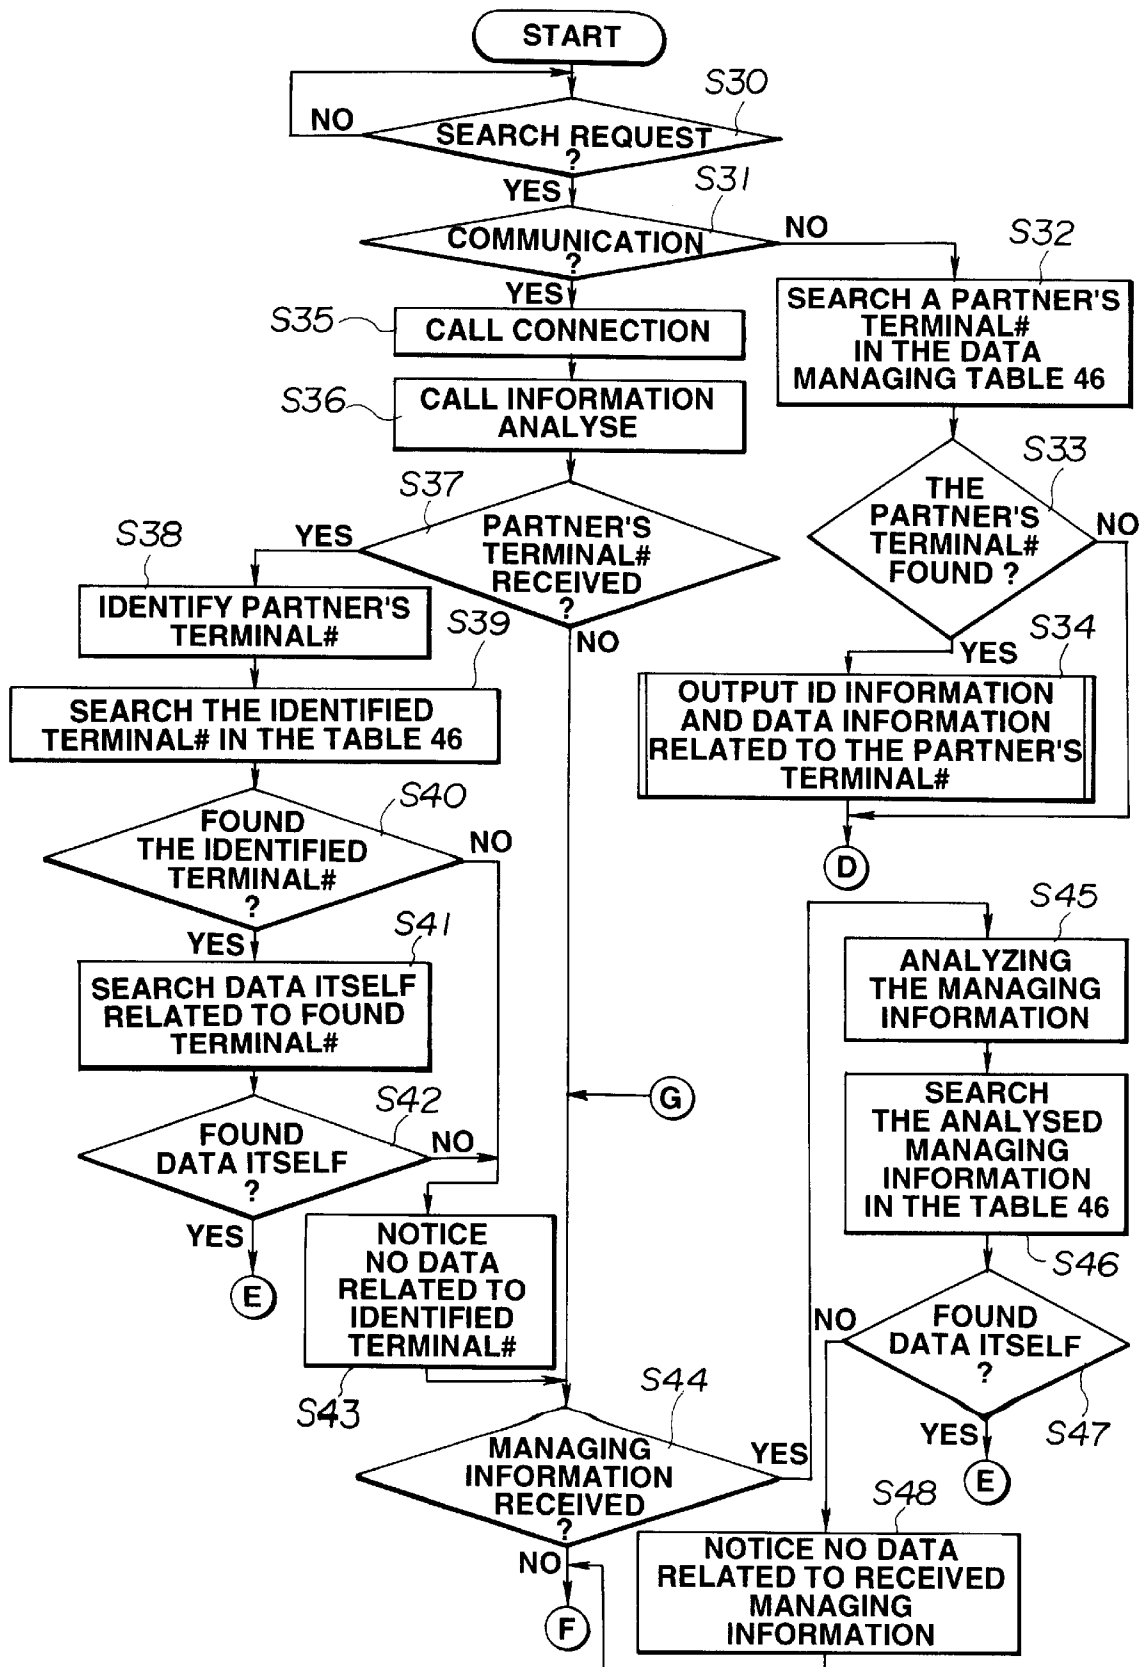 START
S30
NO
SEARCH REQUEST
?
YES
S31
COMMUNICATION
?
NO
YES
S32
SEARCH A PARTNER'S
TERMINAL#
IN THE DATA
MANAGING TABLE 46
S35
CALL CONNECTION
S36
CALL INFORMATION
ANALYSE
S33
THE
PARTNER'S
TERMINAL#
FOUND ?
NO
YES
S37
PARTNER'S
TERMINAL#
RECEIVED
?
YES
NO
S38
IDENTIFY PARTNER'S
TERMINAL#
S39
SEARCH THE IDENTIFIED
TERMINAL# IN THE TABLE 46
S34
OUTPUT ID INFORMATION
AND DATA INFORMATION
RELATED TO THE PARTNER'S
TERMINAL#
D
S40
FOUND
THE IDENTIFIED
TERMINAL#
?
NO
YES
S41
SEARCH DATA ITSELF
RELATED TO FOUND
TERMINAL#
S42
FOUND
DATA ITSELF
?
NO
YES
E
G
NOTICE
NO DATA
RELATED TO
IDENTIFIED
TERMINAL#
S43
S44
MANAGING
INFORMATION
RECEIVED
?
YES
NO
F
S45
ANALYZING
THE MANAGING
INFORMATION
SEARCH
THE ANALYSED
MANAGING
INFORMATION
IN THE TABLE 46
S46
FOUND
DATA ITSELF
?
NO
S47
YES
E
S48
NOTICE NO DATA
RELATED TO RECEIVED
MANAGING
INFORMATION